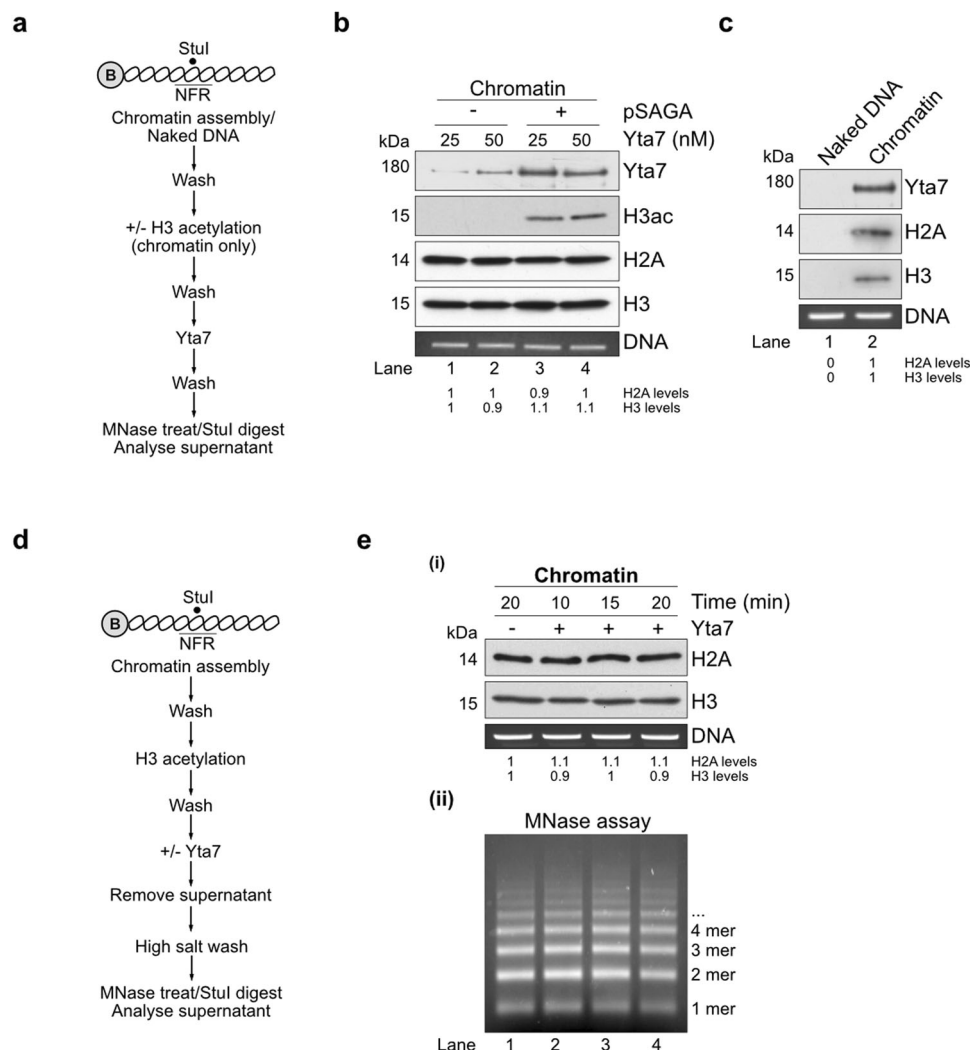 a
StuI
B
NFR
Chromatin assembly/
Naked DNA
Wash
+/- H3 acetylation
(chromatin only)
Wash
Yta7
Wash
MNase treat/StuI digest
Analyse supernatant
b
Chromatin
- + pSAGA
kDa 25 50 25 50 Yta7 (nM)
180 Yta7
15 H3ac
14 H2A
15 H3
DNA
Lane 1 2 3 4
1 1 0.9 1 H2A levels
1 0.9 1.1 1.1 H3 levels
c
Naked DNA
Chromatin
kDa
180 Yta7
14 H2A
15 H3
DNA
Lane 1 2
0 1 H2A levels
0 1 H3 levels
d
StuI
B
NFR
Chromatin assembly
Wash
H3 acetylation
Wash
+/- Yta7
Remove supernatant
High salt wash
MNase treat/StuI digest
Analyse supernatant
e
(i)
Chromatin
20 10 15 20 Time (min)
- + + + Yta7
kDa
14 H2A
15 H3
DNA
1 1.1 1.1 1.1 H2A levels
1 0.9 1 0.9 H3 levels
(ii)
MNase assay
...
4 mer
3 mer
2 mer
1 mer
Lane 1 2 3 4